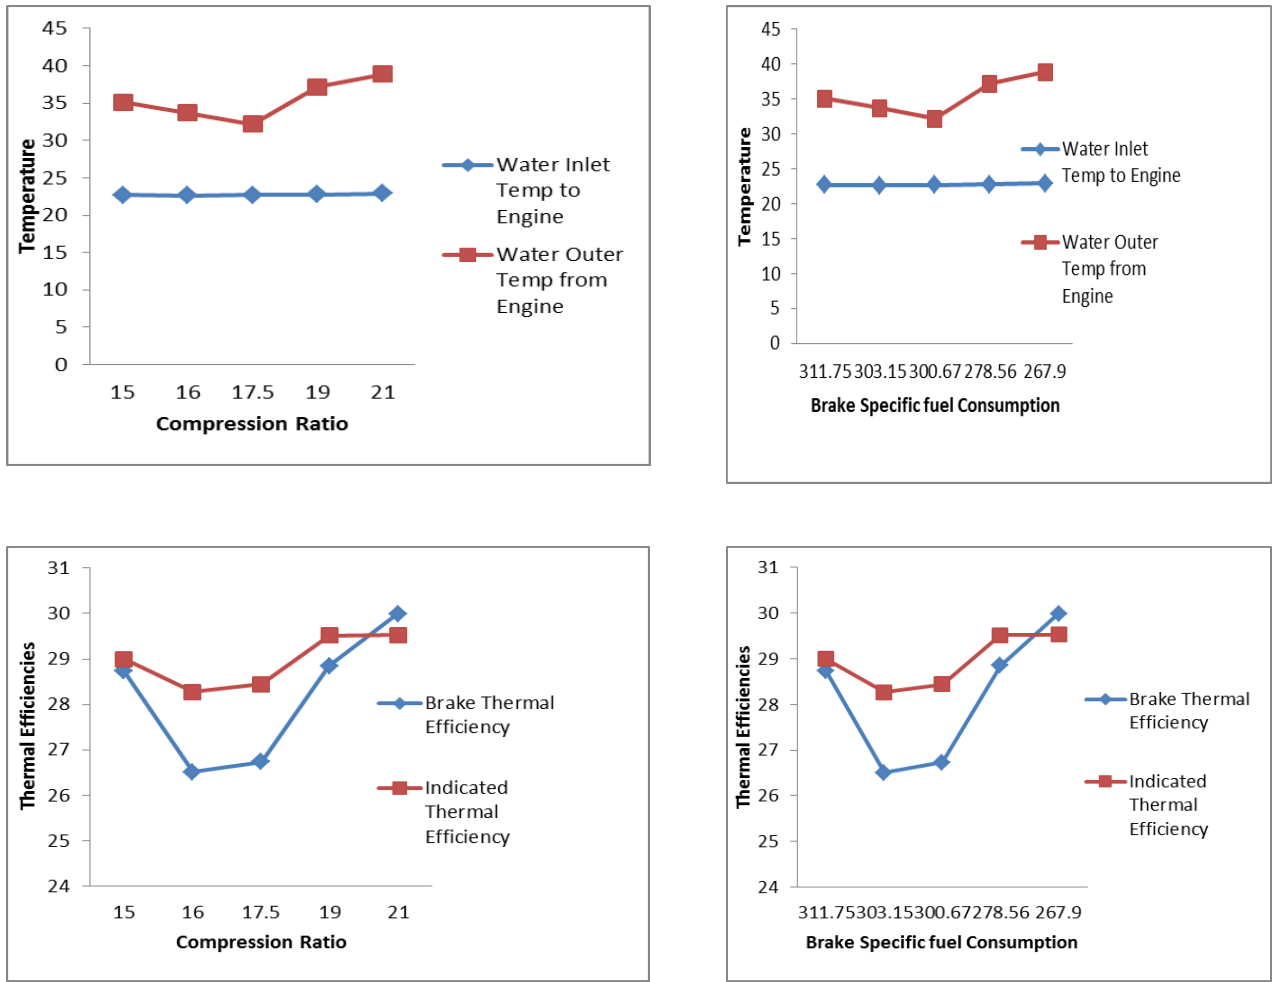 45
40
35
30
25
20
15
10
5
0
Temperature
15 16 17.5 19 21
Compression Ratio
Water Inlet
Temp to
Engine
Water Outer
Temp from
Engine
45
40
35
30
25
20
15
10
5
0
Temperature
311.75 303.15 300.67 278.56 267.9
Brake Specific fuel Consumption
Water Inlet
Temp to Engine
Water Outer
Temp from
Engine
31
30
29
28
27
26
25
24
Thermal Efficiencies
15 16 17.5 19 21
Compression Ratio
Brake Thermal
Efficiency
Indicated
Thermal
Efficiency
31
30
29
28
27
26
25
24
Thermal Efficiencies
311.75 303.15 300.67 278.56 267.9
Brake Specific fuel Consumption
Brake Thermal
Efficiency
Indicated
Thermal
Efficiency